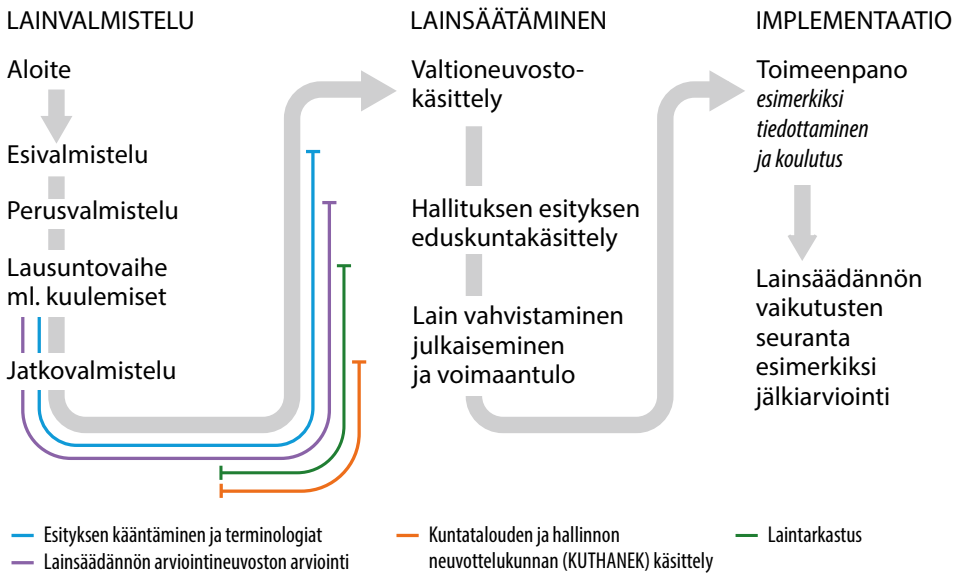 LAINVALMISTELU
Aloite
Esivalmistelu
Perusvalmistelu
Lausuntovaihe
ml. kuulemiset
Jatkovalmistelu
LAINSÄÄTÄMINEN
Valtioneuvosto-
käsittely
Hallituksen esityksen
eduskuntakäsittely
Lain vahvistaminen
julkaiseminen
ja voimaantulo
IMPLEMENTAATIO
Toimeenpano
esimerkiksi
tiedottaminen
ja koulutus
Lainsäädännön
vaikutusten
seuranta
esimerkiksi
jälkiarviointi
Esityksen kääntäminen ja terminologiat
Lainsäädännön arviointineuvoston arviointi
Kuntatalouden ja hallinnon
neuvottelukunnan (KUTHANEK) käsittely
Laintarkastus